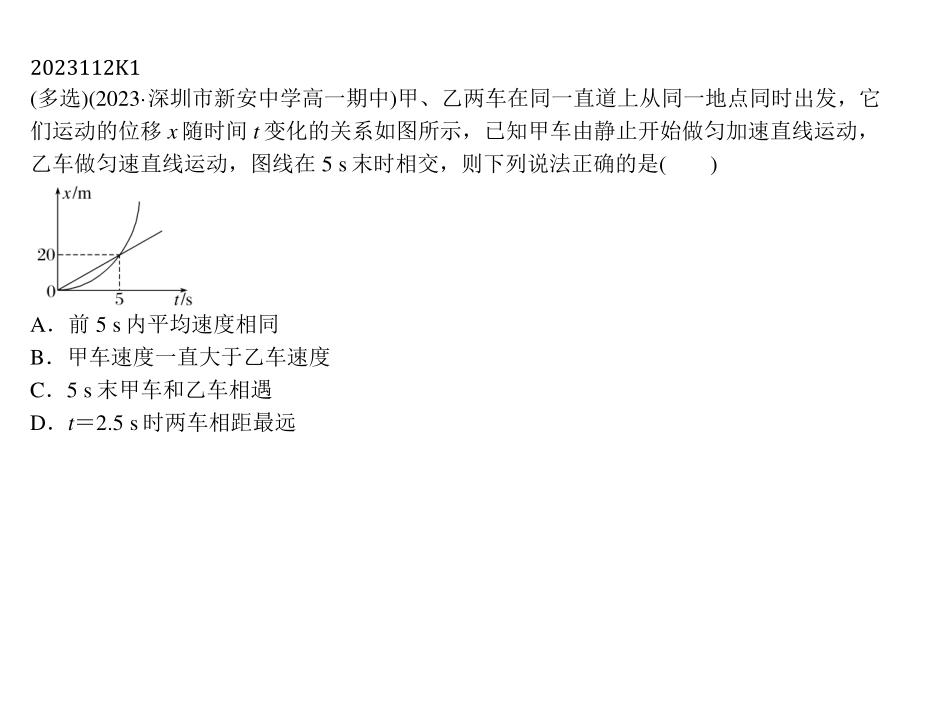 2023112K1
(多选)(2023·深圳市新安中学高一期中)甲、乙两车在同一直道上从同一地点同时出发，它
们运动的位移 x 随时间 t 变化的关系如图所示，已知甲车由静止开始做匀加速直线运动，
乙车做匀速直线运动，图线在 5 s 末时相交，则下列说法正确的是(　　)
x/m
20
0
5
t/s
A．前 5 s 内平均速度相同
B．甲车速度一直大于乙车速度
C．5 s 末甲车和乙车相遇
D．t＝2.5 s 时两车相距最远